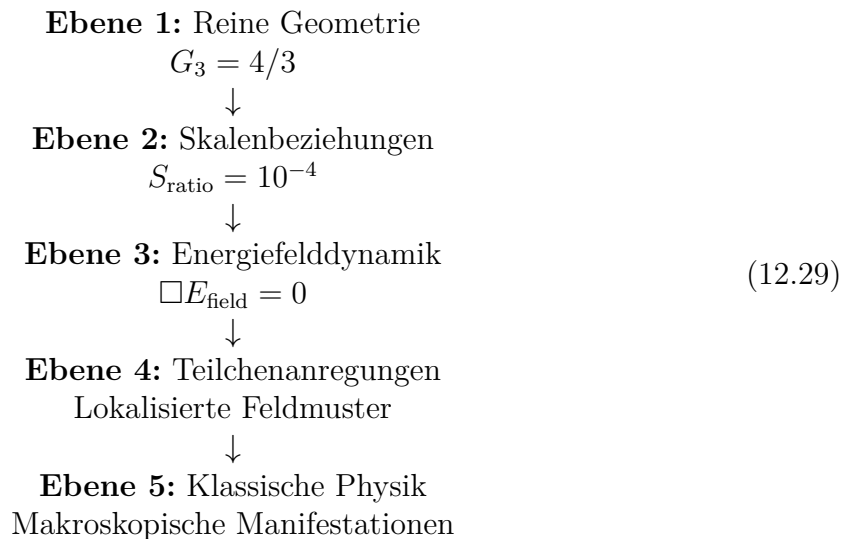 Ebene 1: Reine Geometrie
G₃ = 4/3
↓
Ebene 2: Skalenbeziehungen
S_ratio = 10⁻⁴
↓
Ebene 3: Energiefelddynamik
□E_field = 0
(12.29)
↓
Ebene 4: Teilchenanregungen
Lokalisierte Feldmuster
↓
Ebene 5: Klassische Physik
Makroskopische Manifestationen